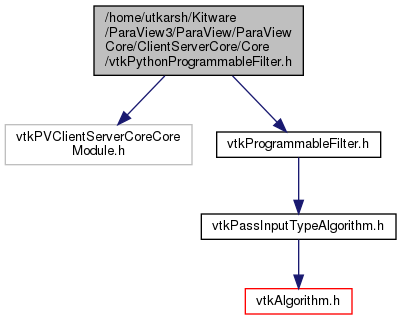 /home/utkarsh/Kitware
/ParaView3/ParaView/ParaView
Core/ClientServerCore/Core
/vtkPythonProgrammableFilter.h
vtkPVClientServerCoreCore
Module.h
vtkProgrammableFilter.h
vtkPassInputTypeAlgorithm.h
vtkAlgorithm.h